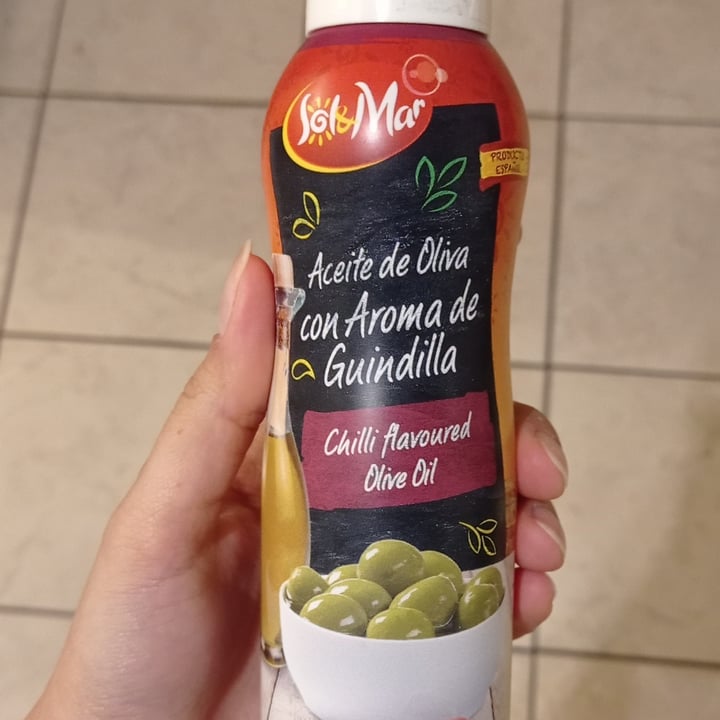 Sol&Mar
PRODUCTO
ESPAÑOL
Aceite de Oliva
con Aroma de
Guindilla
Chilli flavoured
Olive Oil